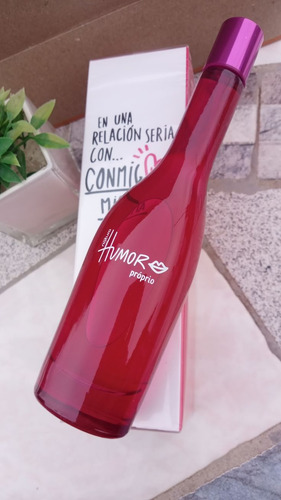 EN UNA
RELACIÓN SERIA
CON...
CONMIG
HUMOR
próprio